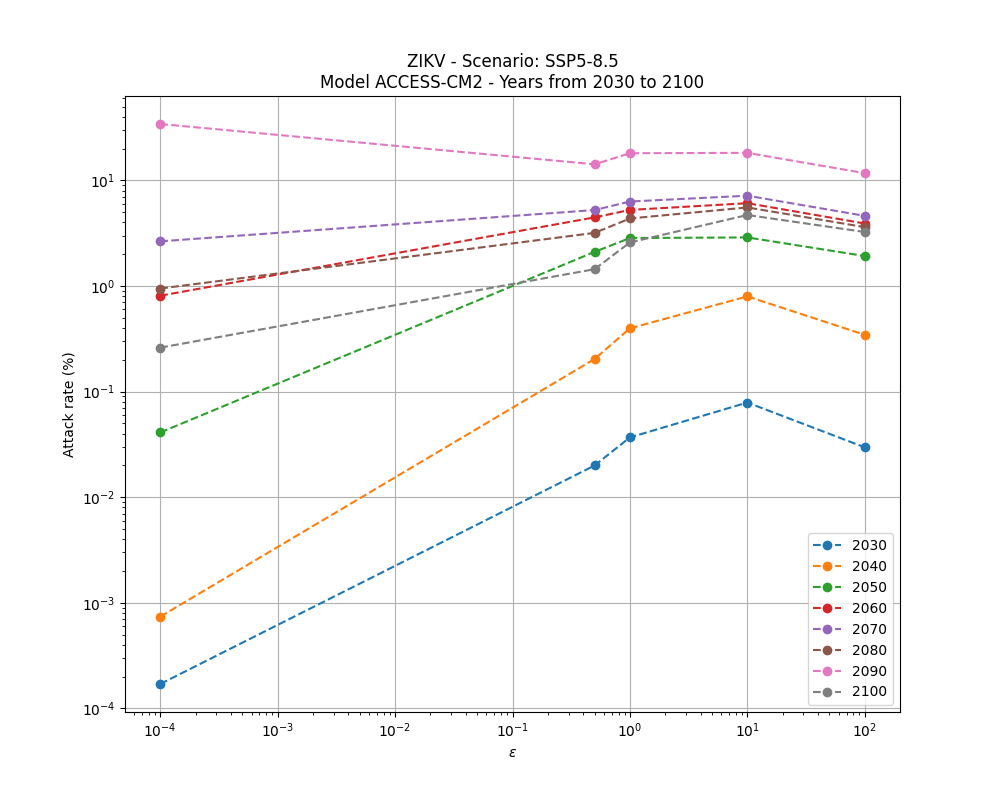 ZIKV - Scenario: SSP5-8.5
Model ACCESS-CM2 - Years from 2030 to 2100
Attack rate (%)
10¹
10⁰
10⁻¹
10⁻²
10⁻³
10⁻⁴
2030
2040
2050
2060
2070
2080
2090
2100
10⁻⁴ 10⁻³ 10⁻² 10⁻¹ 10⁰ 10¹ 10²
ε